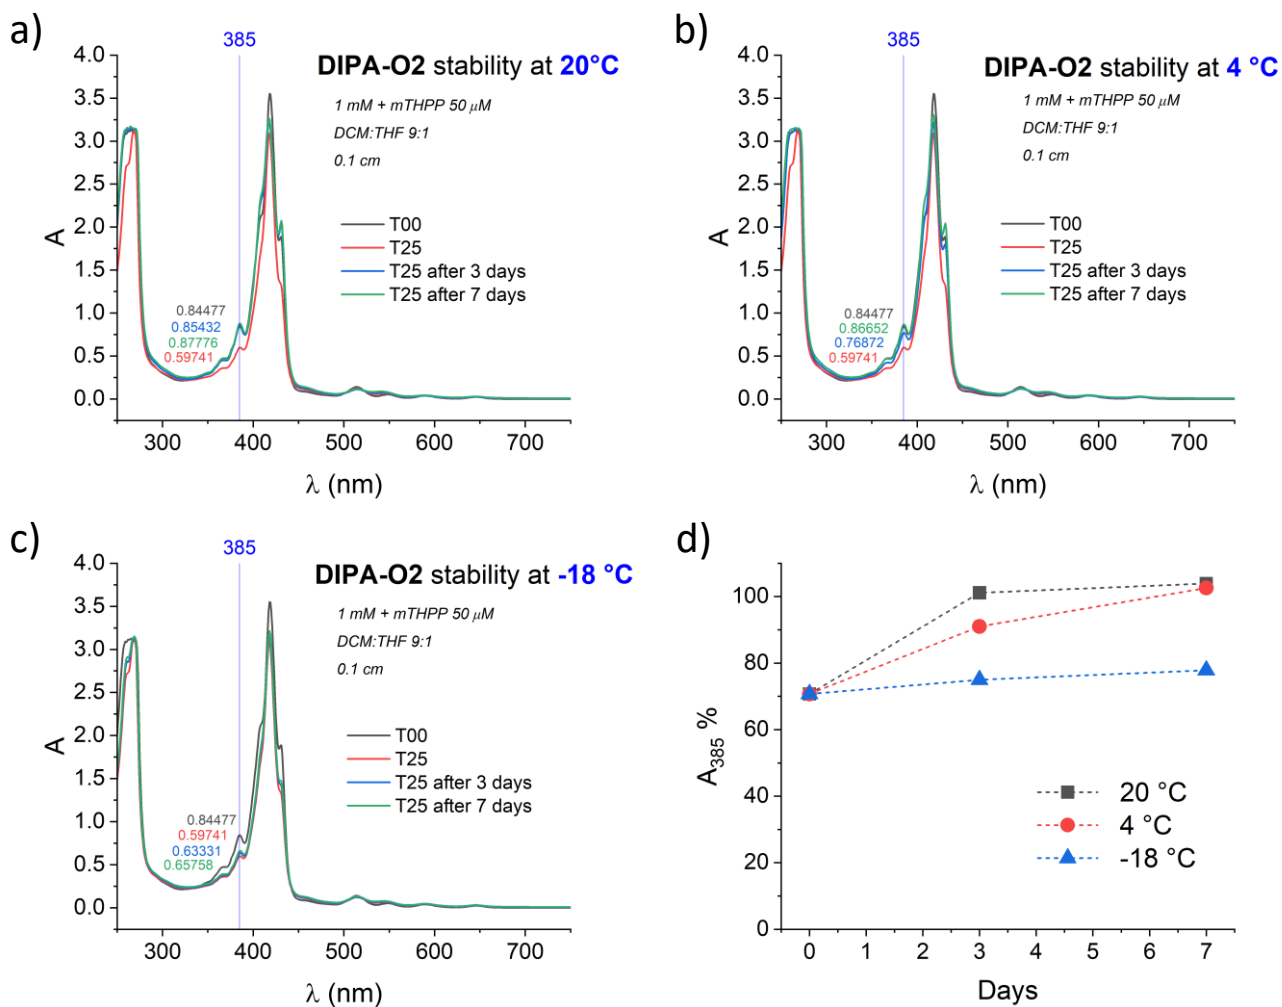 a)
385
DIPA-O2 stability at 20°C
1 mM + mTHPP 50 μM
DCM:THF 9:1
0.1 cm
T00
T25
T25 after 3 days
T25 after 7 days
0.84477
0.85432
0.87776
0.59741
4.0
3.5
3.0
2.5
2.0
1.5
1.0
0.5
0.0
A
300 400 500 600 700
λ (nm)
b)
385
DIPA-O2 stability at 4 °C
1 mM + mTHPP 50 μM
DCM:THF 9:1
0.1 cm
T00
T25
T25 after 3 days
T25 after 7 days
0.84477
0.86652
0.76872
0.59741
4.0
3.5
3.0
2.5
2.0
1.5
1.0
0.5
0.0
A
300 400 500 600 700
λ (nm)
c)
385
DIPA-O2 stability at -18 °C
1 mM + mTHPP 50 μM
DCM:THF 9:1
0.1 cm
T00
T25
T25 after 3 days
T25 after 7 days
0.84477
0.59741
0.63331
0.65758
4.0
3.5
3.0
2.5
2.0
1.5
1.0
0.5
0.0
A
300 400 500 600 700
λ (nm)
d)
100
80
60
40
20
0
A385 %
20 °C
4 °C
-18 °C
0 1 2 3 4 5 6 7
Days